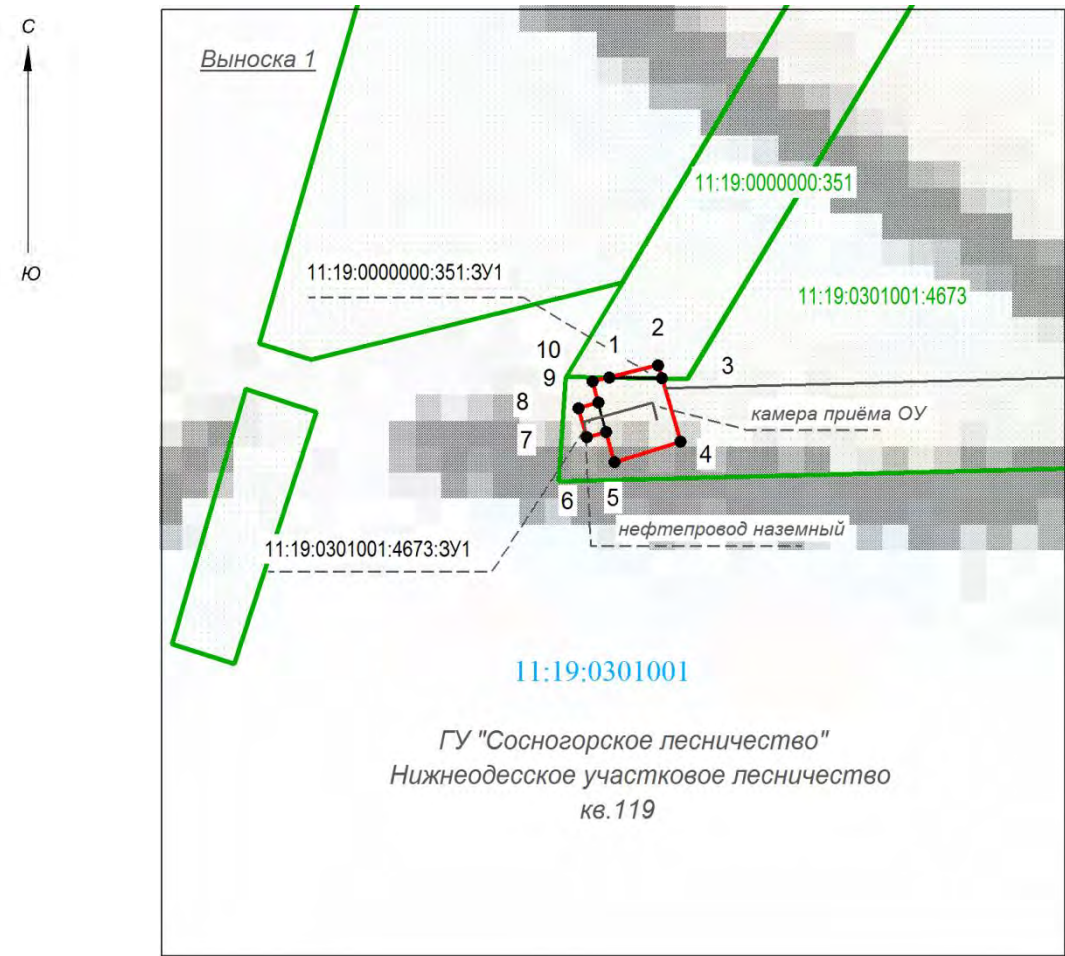 С
Выноска 1
Ю
11:19:0000000:351
11:19:0000000:351:ЗУ1
11:19:0301001:4673
2
1
10
3
9
8
камера приёма ОУ
7
4
6
5
нефтепровод наземный
11:19:0301001:4673:ЗУ1
11:19:0301001
ГУ "Сосногорское лесничество"
Нижнеодесское участковое лесничество
кв.119